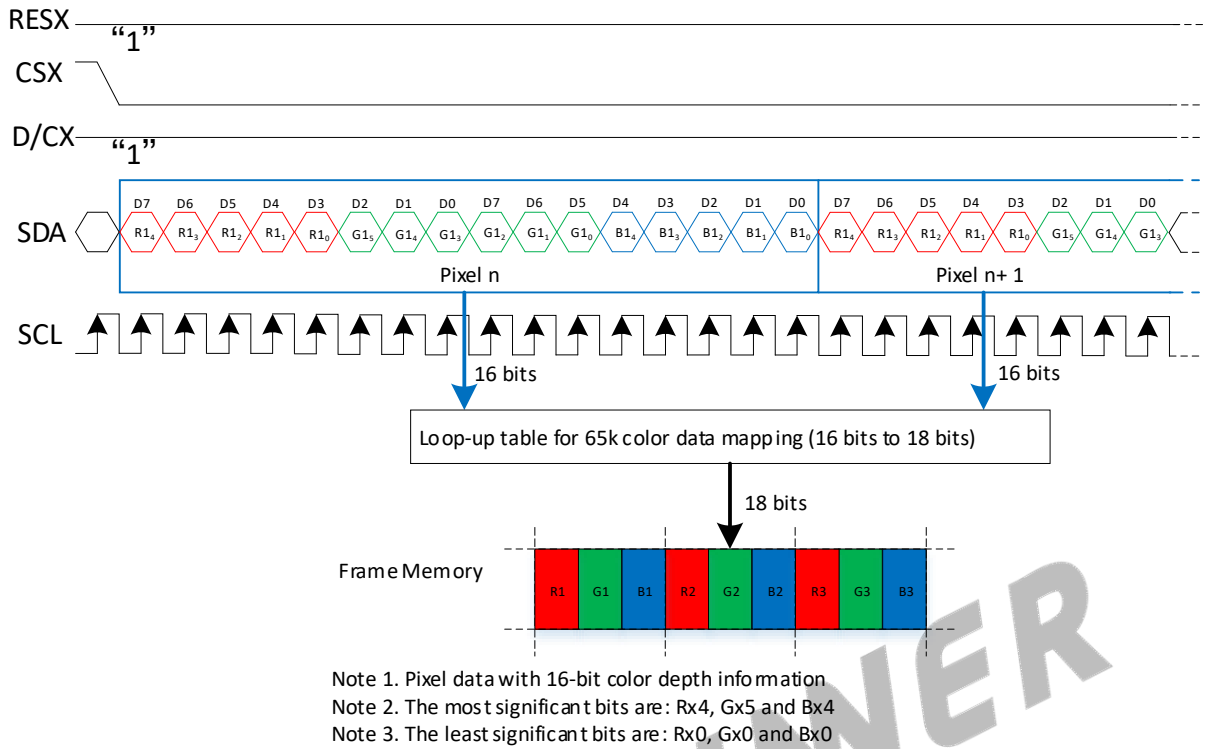 RESX “1”
CSX
D/CX “1”
D7 D6 D5 D4 D3 D2 D1 D0 D7 D6 D5 D4 D3 D2 D1 D0 D7 D6 D5 D4 D3 D2 D1 D0
SDA R1₄ R1₃ R1₂ R1₁ R1₀ G1₅ G1₄ G1₃ G1₂ G1₁ G1₀ B1₄ B1₃ B1₂ B1₁ B1₀ R1₄ R1₃ R1₂ R1₁ R1₀ G1₅ G1₄ G1₃
Pixel n Pixel n+ 1
SCL
16 bits 16 bits
Loop-up table for 65k color data mapping (16 bits to 18 bits)
18 bits
Frame Memory
R1 G1 B1 R2 G2 B2 R3 G3 B3
Note 1. Pixel data with 16-bit color depth information
Note 2. The most significant bits are: Rx4, Gx5 and Bx4
Note 3. The least significant bits are: Rx0, Gx0 and Bx0